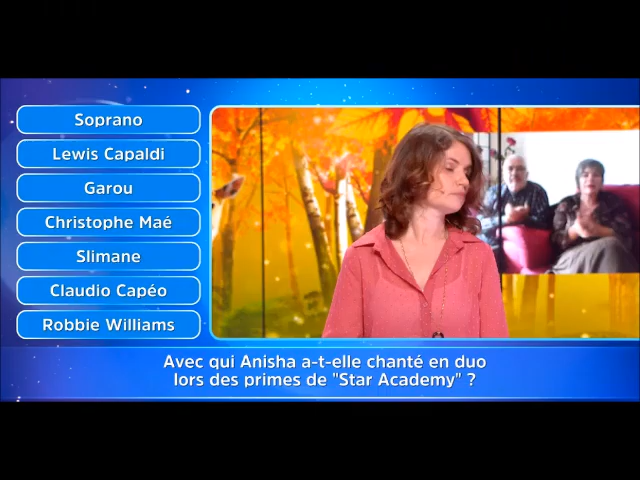 Soprano
Lewis Capaldi
Garou
Christophe Maé
Slimane
Claudio Capéo
Robbie Williams
Avec qui Anisha a-t-elle chanté en duo
lors des primes de "Star Academy" ?